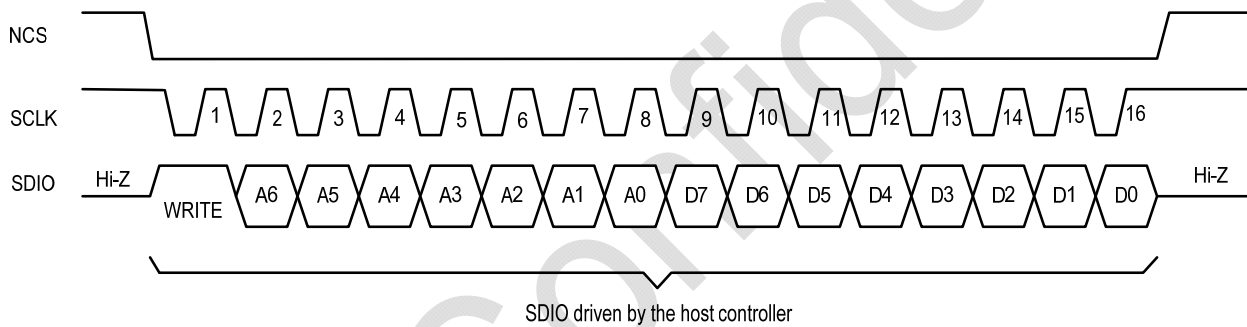 NCS
SCLK 1 2 3 4 5 6 7 8 9 10 11 12 13 14 15 16
SDIO Hi-Z WRITE A6 A5 A4 A3 A2 A1 A0 D7 D6 D5 D4 D3 D2 D1 D0 Hi-Z
SDIO driven by the host controller